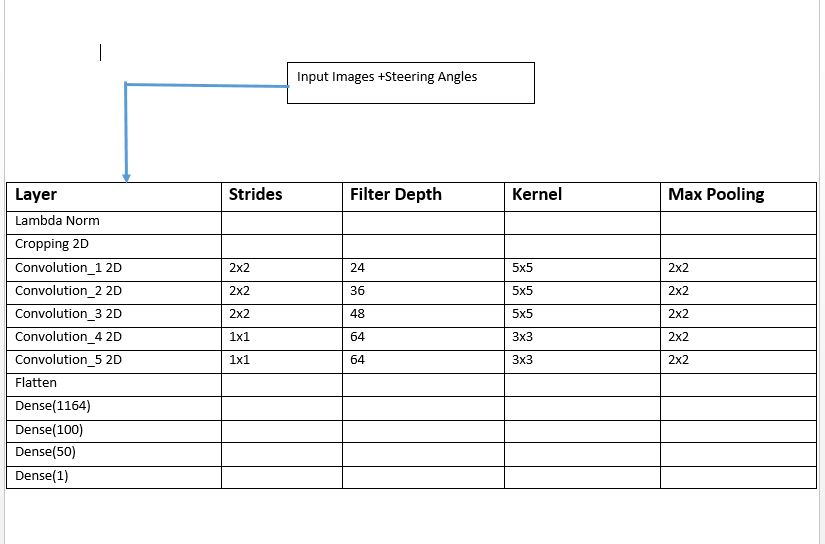 Input Images +Steering Angles
Layer Strides Filter Depth Kernel Max Pooling
Lambda Norm
Cropping 2D
Convolution_1 2D 2x2 24 5x5 2x2
Convolution_2 2D 2x2 36 5x5 2x2
Convolution_3 2D 2x2 48 5x5 2x2
Convolution_4 2D 1x1 64 3x3 2x2
Convolution_5 2D 1x1 64 3x3 2x2
Flatten
Dense(1164)
Dense(100)
Dense(50)
Dense(1)